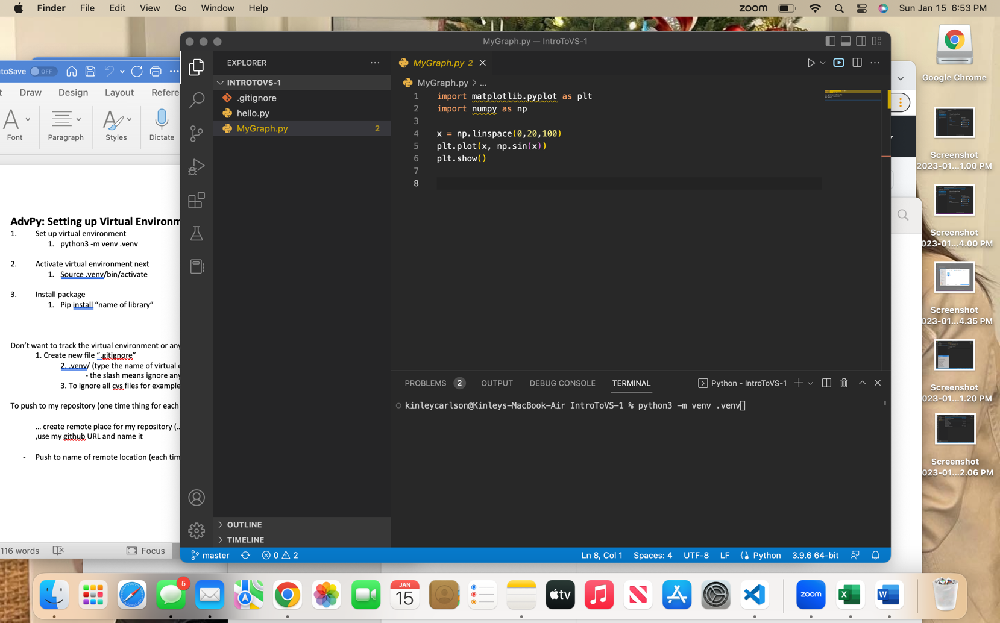 Finder File Edit View Go Window Help
zoom Sun Jan 15 6:53 PM
MyGraph.py — IntroToVS-1
toSave OFF
Draw Design Layout Refere
Font Paragraph Styles Dictate
AdvPy: Setting up Virtual Environm
1. Set up virtual environment
1. python3 -m venv .venv
2. Activate virtual environment next
1. Source .venv/bin/activate
3. Install package
1. Pip install “name of library”
Don’t want to track the virtual environment or any
1. Create new file “.gitignore”
2. .venv/ (type the name of virtual e
- the slash means ignore any
3. To ignore all cvs files for example
To push to my repository (one time thing for each
... create remote place for my repository (..
,use my github URL and name it
- Push to name of remote location (each tim
116 words Focus
EXPLORER
INTROTOVS-1
.gitignore
hello.py
MyGraph.py 2
OUTLINE
TIMELINE
MyGraph.py 2
MyGraph.py > ...
1 import matplotlib.pyplot as plt
2 import numpy as np
3
4 x = np.linspace(0,20,100)
5 plt.plot(x, np.sin(x))
6 plt.show()
7
8
PROBLEMS 2 OUTPUT DEBUG CONSOLE TERMINAL Python - IntroToVS-1
kinleycarlson@Kinleys-MacBook-Air IntroToVS-1 % python3 -m venv .venv
master 0 2 Ln 8, Col 1 Spaces: 4 UTF-8 LF Python 3.9.6 64-bit
Google Chrome
Screenshot
2023-01...1.00 PM
Screenshot
023-01...4.00 PM
Screenshot
023-01...4.35 PM
Screenshot
023-01...1.20 PM
Screenshot
023-01...2.06 PM
5
JAN
15
tv
zoom
X
W